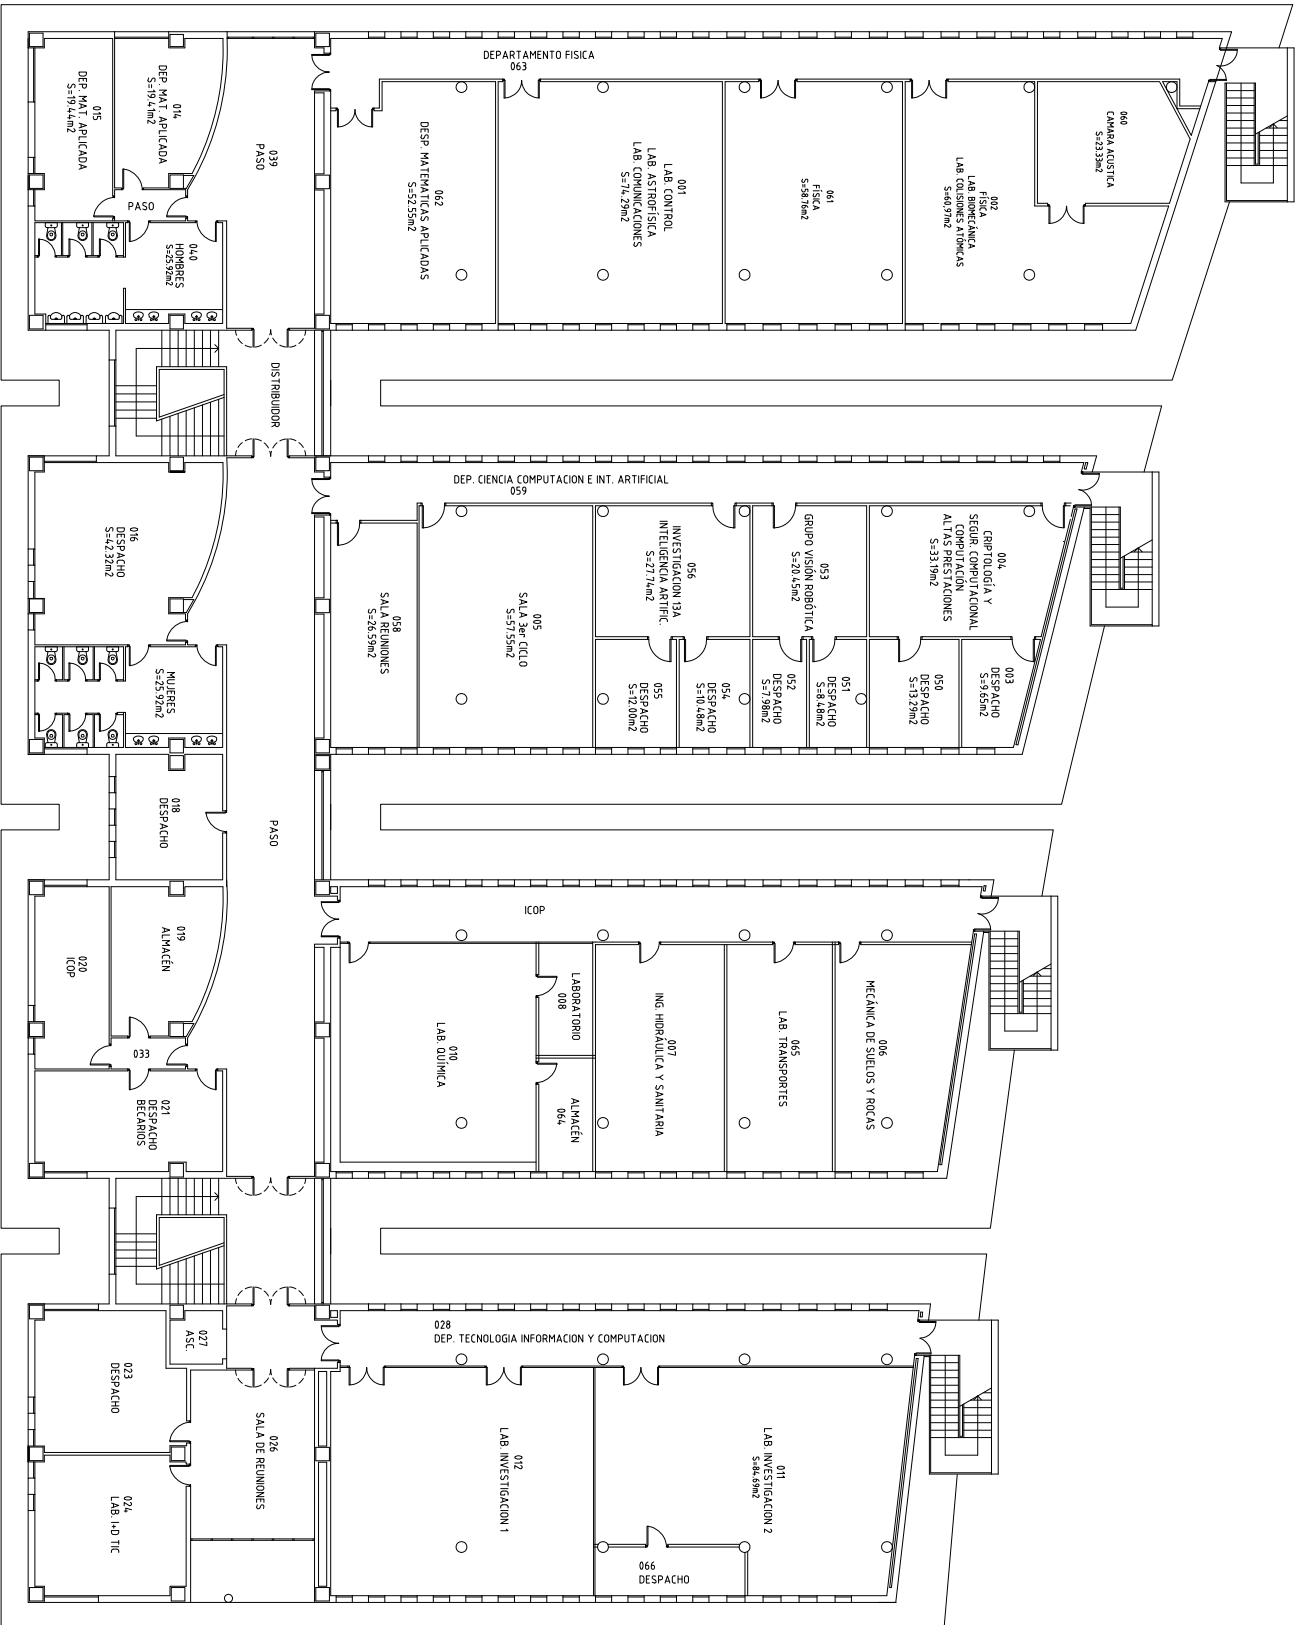 DEPARTAMENTO FISICA
063
015
DEP. MAT. APLICADA
S=19.44m2
014
DEP. MAT. APLICADA
S=19.41m2
039
PASO
PASO
040
HOMBRES
S=25.92m2
062
DESP. MATEMATICAS APLICADAS
S=52.55m2
001
LAB. CONTROL
LAB. ASTROFÍSICA
LAB. COMUNICACIONES
S=74.29m2
061
FÍSICA
S=58.76m2
002
FÍSICA
LAB. BIOMECÁNICA
LAB. COLISIONES ATÓMICAS
S=60,97m2
060
CAMARA ACUSTICA
S=23.33m2
DISTRIBUIDOR
DEP. CIENCIA COMPUTACION E INT. ARTIFICIAL
059
016
DESPACHO
S=42.32m2
MUJERES
S=25.92m2
058
SALA REUNIONES
S=26.59m2
005
SALA 3er CICLO
S=57.55m2
056
INVESTIGACION 13A
INTELIGENCIA ARTIFIC.
S=27.74m2
053
GRUPO VISIÓN ROBÓTICA
S=20.45m2
004
CRIPTOLOGÍA Y
SEGUR. COMPUTACIONAL
COMPUTACIÓN
ALTAS PRESTACIONES
S=33.19m2
055
DESPACHO
S=12.00m2
054
DESPACHO
S=10.48m2
052
DESPACHO
S=7.98m2
051
DESPACHO
S=8.48m2
050
DESPACHO
S=13.29m2
003
DESPACHO
S=9.65m2
018
DESPACHO
PASO
ICOP
020
ICOP
019
ALMACÉN
033
021
DESPACHO
BECARIOS
010
LAB. QUÍMICA
LABORATORIO
008
ALMACÉN
064
007
ING. HIDRÁULICA Y SANITARIA
065
LAB. TRANSPORTES
006
MECÁNICA DE SUELOS Y ROCAS
028
DEP. TECNOLOGIA INFORMACION Y COMPUTACION
027
ASC.
023
DESPACHO
024
LAB. I+D TIC
026
SALA DE REUNIONES
012
LAB. INVESTIGACION 1
011
LAB. INVESTIGACION 2
S=84.69m2
066
DESPACHO